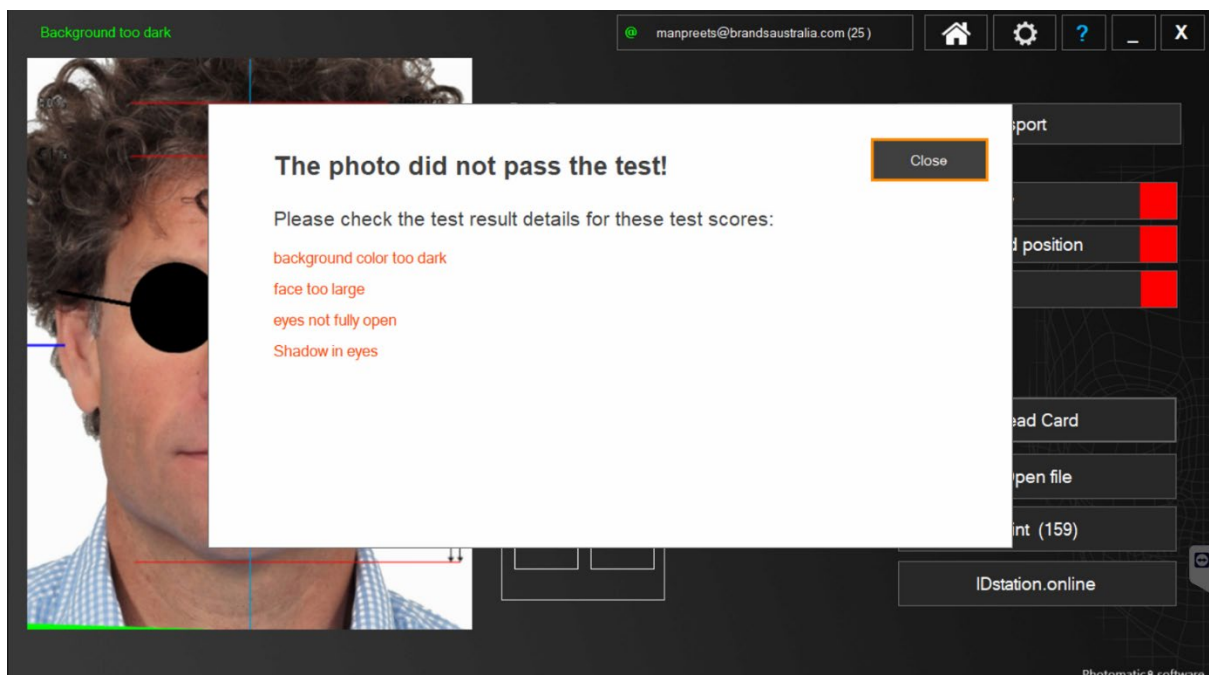 Background too dark
@ manpreets@brandsaustralia.com (25 )
? _ X
sport
The photo did not pass the test!
Close
Please check the test result details for these test scores:
background color too dark
d position
face too large
eyes not fully open
Shadow in eyes
ead Card
pen file
int (159)
IDstation.online
Photomatic® software